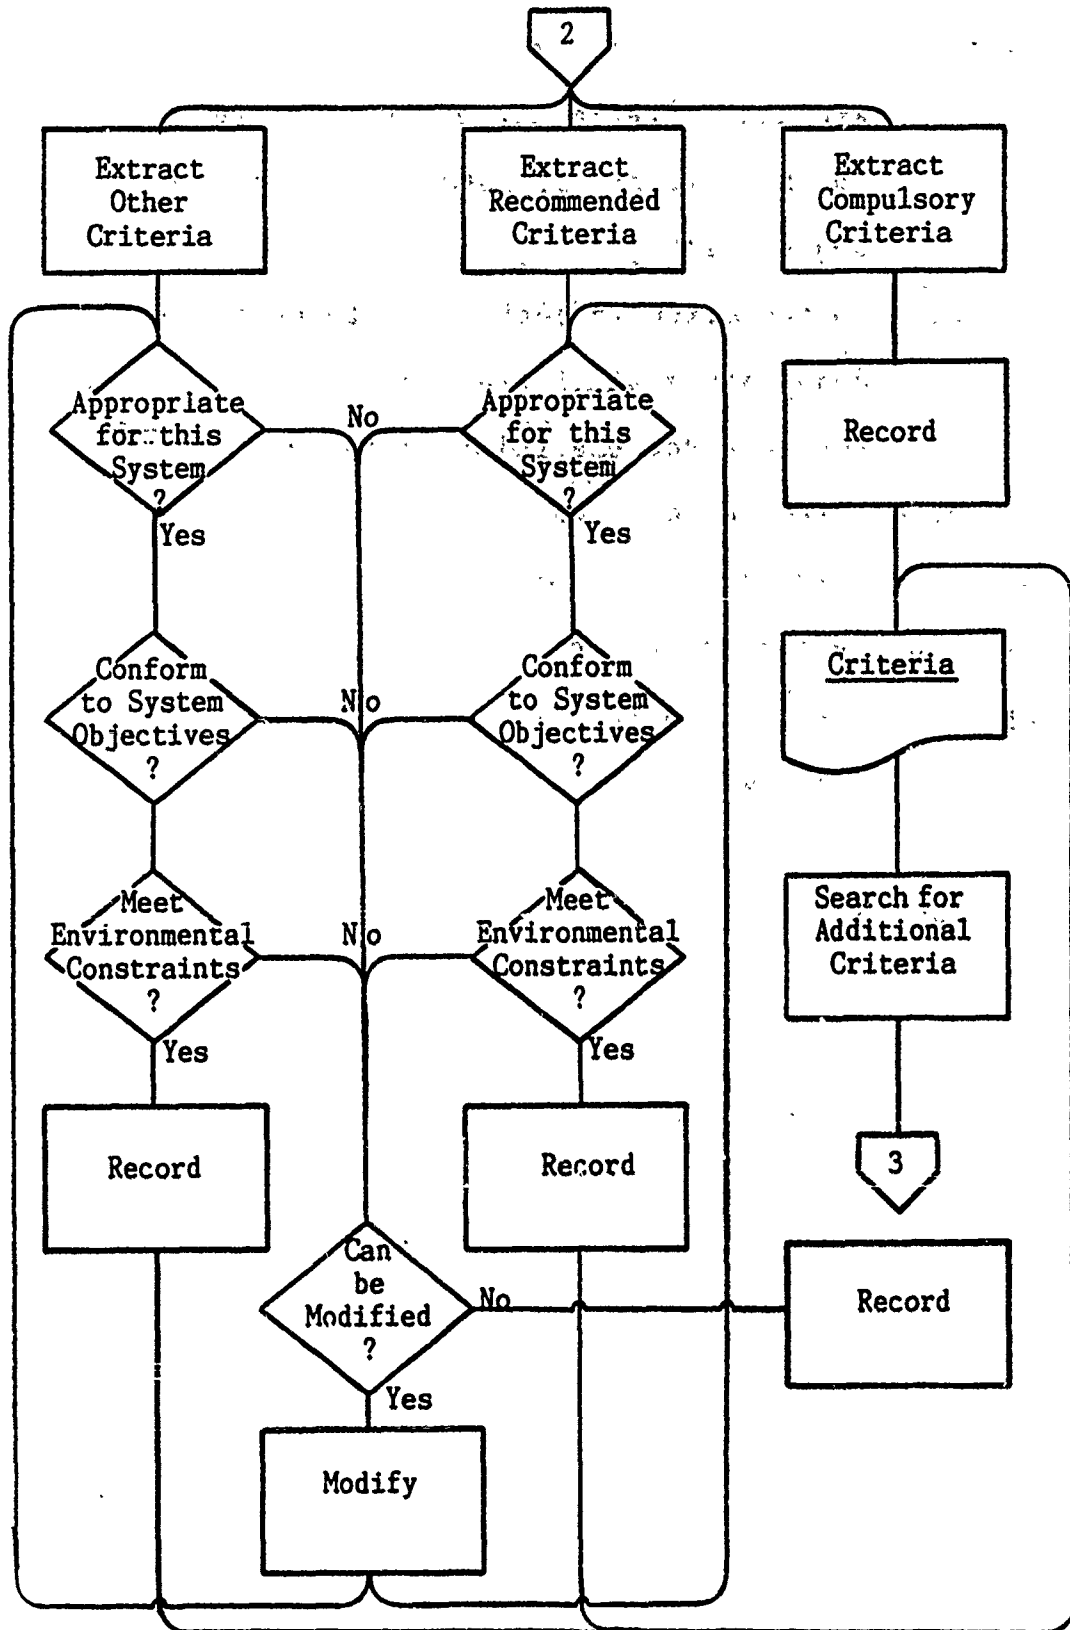 2
Extract
Other
Criteria
Extract
Recommended
Criteria
Extract
Compulsory
Criteria
Appropriate
for this
System
?
No
Appropriate
for this
System
?
Record
Yes
Yes
Conform
to System
Objectives
?
No
Conform
to System
Objectives
?
Criteria
Meet
Environmental
Constraints
?
No
Meet
Environmental
Constraints
?
Search for
Additional
Criteria
Yes
Yes
Record
Record
3
Can
be
Modified
?
No
Record
Yes
Modify